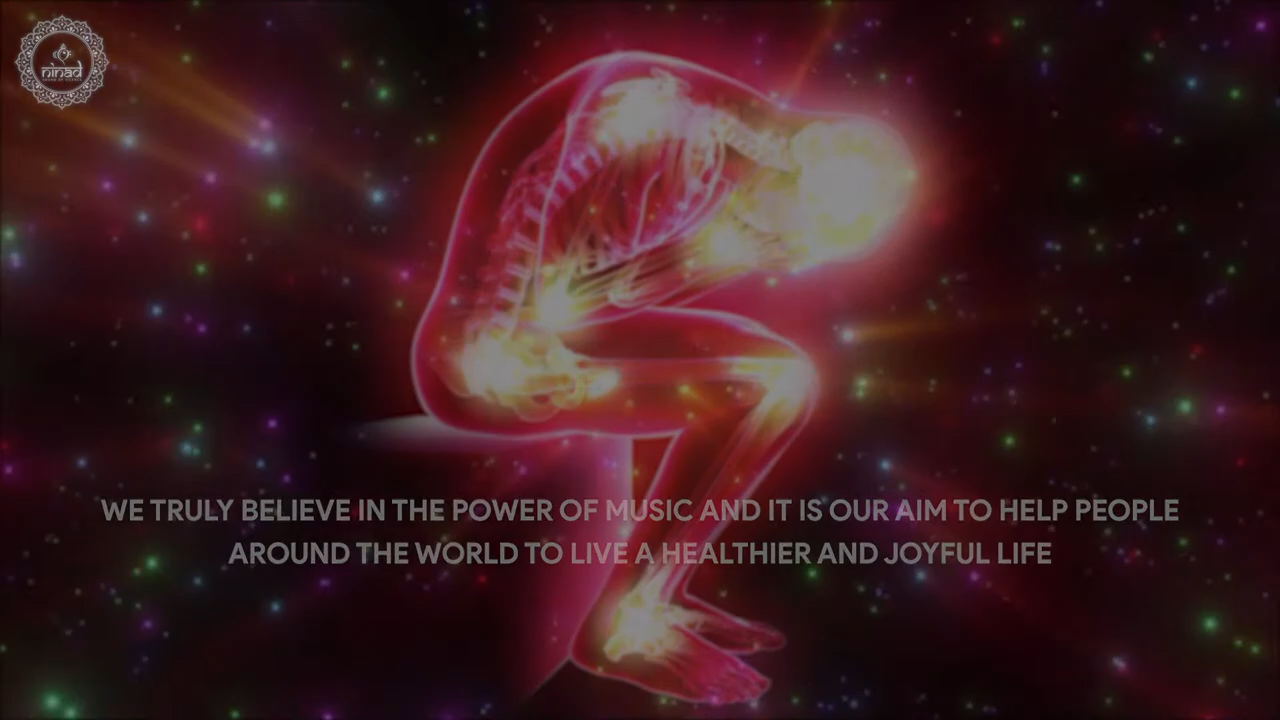 ninad
WE TRULY BELIEVE IN THE POWER OF MUSIC AND IT IS OUR AIM TO HELP PEOPLE
AROUND THE WORLD TO LIVE A HEALTHIER AND JOYFUL LIFE